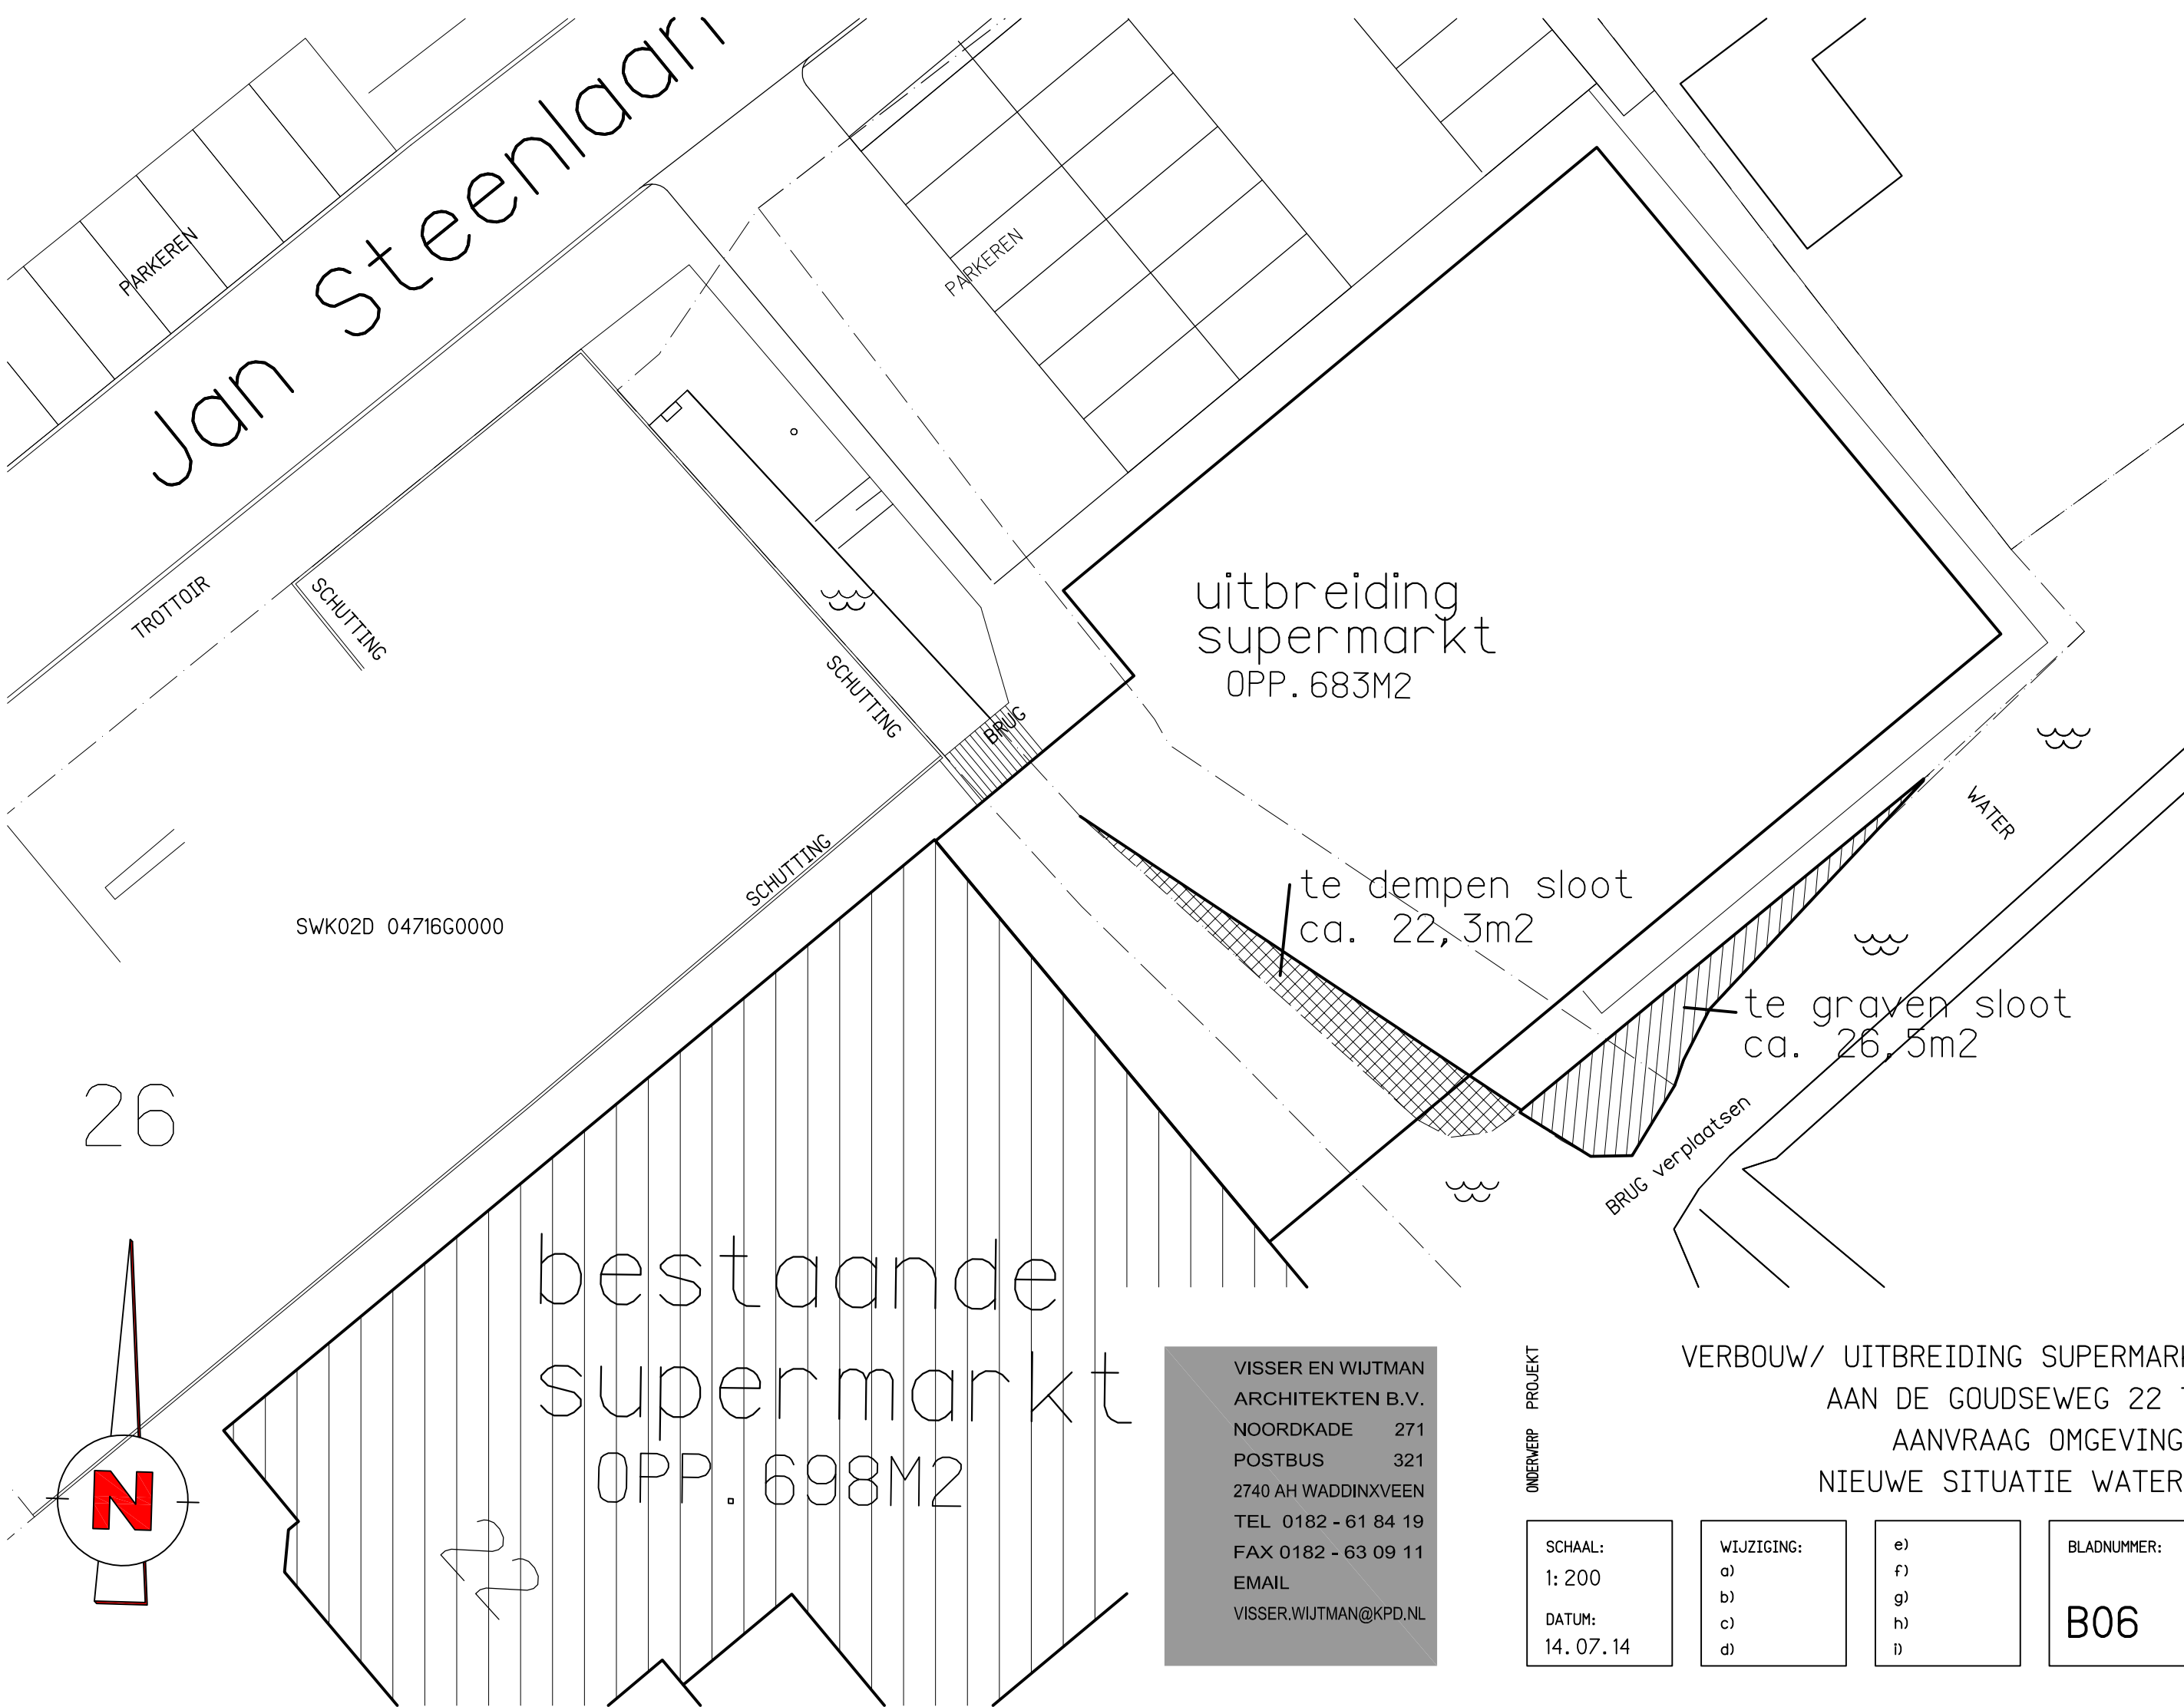 Jan Steenlaan
PARKEREN
PARKEREN
TROTTOIR
SCHUTTING
SCHUTTING
BRUG
SCHUTTING
uitbreiding
supermarkt
OPP. 683M2
WATER
te dempen sloot
ca. 22,3m2
te graven sloot
ca. 26,5m2
BRUG verplaatsen
SWK02D 04716G0000
26
bestaande
supermarkt
OPP. 698M2
22
N
VISSER EN WIJTMAN
ARCHITEKTEN B.V.
NOORDKADE 271
POSTBUS 321
2740 AH WADDINXVEEN
TEL 0182 - 61 84 19
FAX 0182 - 63 09 11
EMAIL
VISSER.WIJTMAN@KPD.NL
PROJEKT
ONDERWERP
VERBOUW/ UITBREIDING
AAN DE GOUDSEWEG 22
AANVRAAG
NIEUWE SITUATIE WATER
SCHAAL:
1: 200
DATUM:
14. 07. 14
WIJZIGING:
a)
b)
c)
d)
e)
f)
g)
h)
i)
BLADNUMMER:
B06